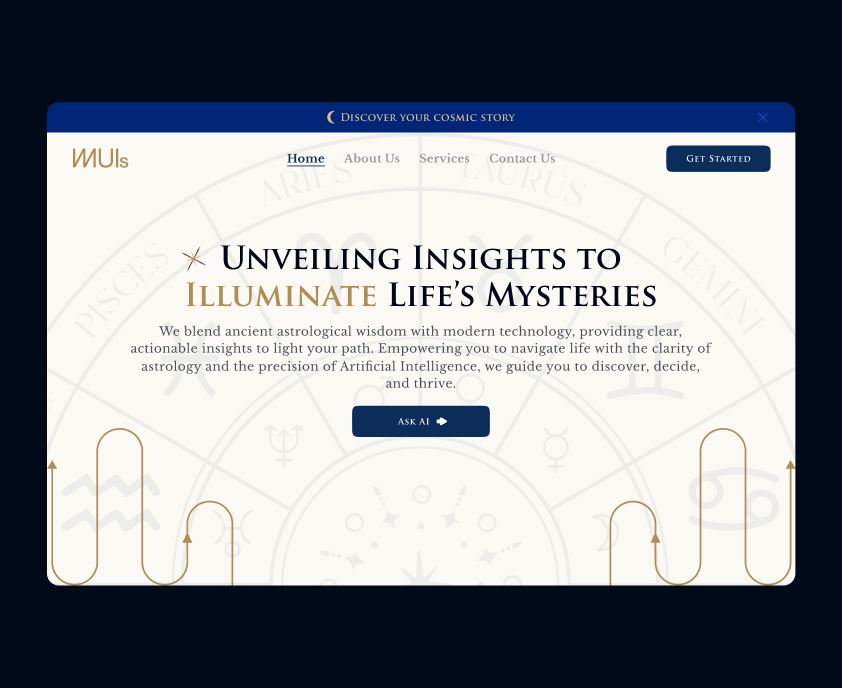 Discover your cosmic story
MUIs
Home About Us Services Contact Us
Get Started
ARIES
TAURUS
PISCES
GEMINI
Unveiling Insights to
Illuminate Life's Mysteries
We blend ancient astrological wisdom with modern technology, providing clear,
actionable insights to light your path. Empowering you to navigate life with the clarity of
astrology and the precision of Artificial Intelligence, we guide you to discover, decide,
and thrive.
Ask AI